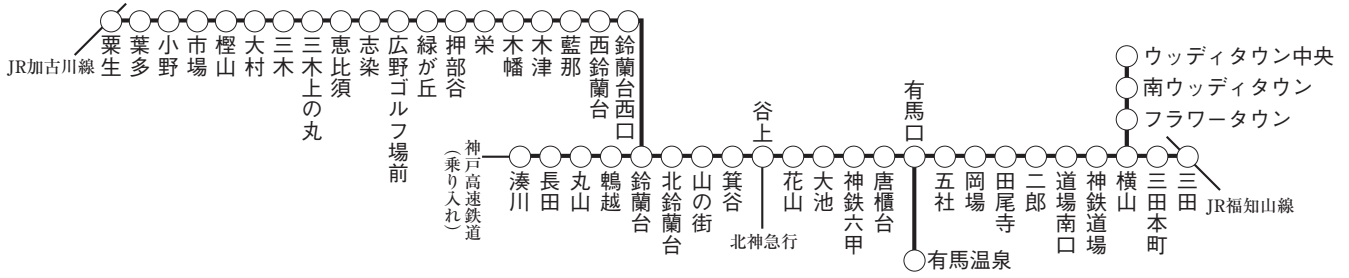 JR加古川線
粟生
葉多
小野
市場
樫山
大村
三木
三木上の丸
恵比須
志染
広野ゴルフ場前
緑が丘
押部谷
栄
木幡
木津
藍那
西鈴蘭台
鈴蘭台西口
ウッディタウン中央
南ウッディタウン
フラワータウン
神戸高速鉄道
(乗り入れ)
湊川
長田
丸山
鵯越
鈴蘭台
北鈴蘭台
山の街
箕谷
谷上
北神急行
花山
大池
神鉄六甲
唐櫃台
有馬口
有馬温泉
五社
岡場
田尾寺
二郎
道場南口
神鉄道場
横山
三田本町
三田
JR福知山線